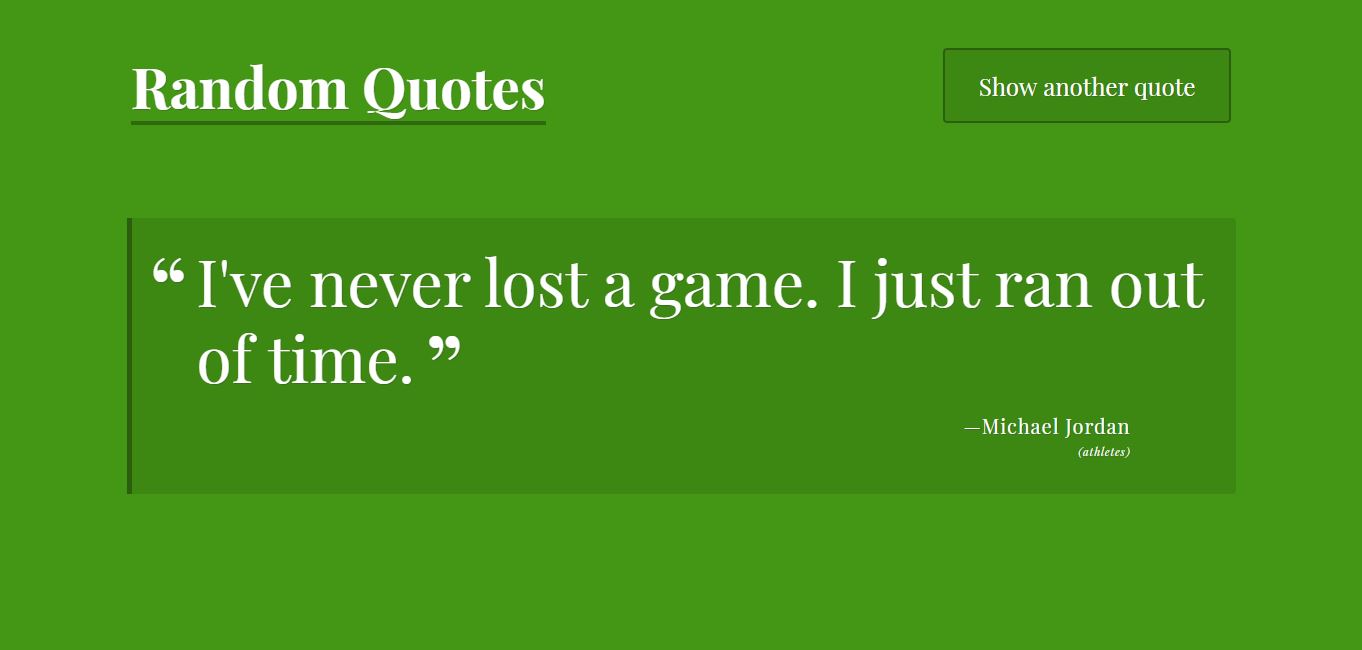 Random Quotes
Show another quote
“ I've never lost a game. I just ran out
of time. ”
—Michael Jordan
(athletes)